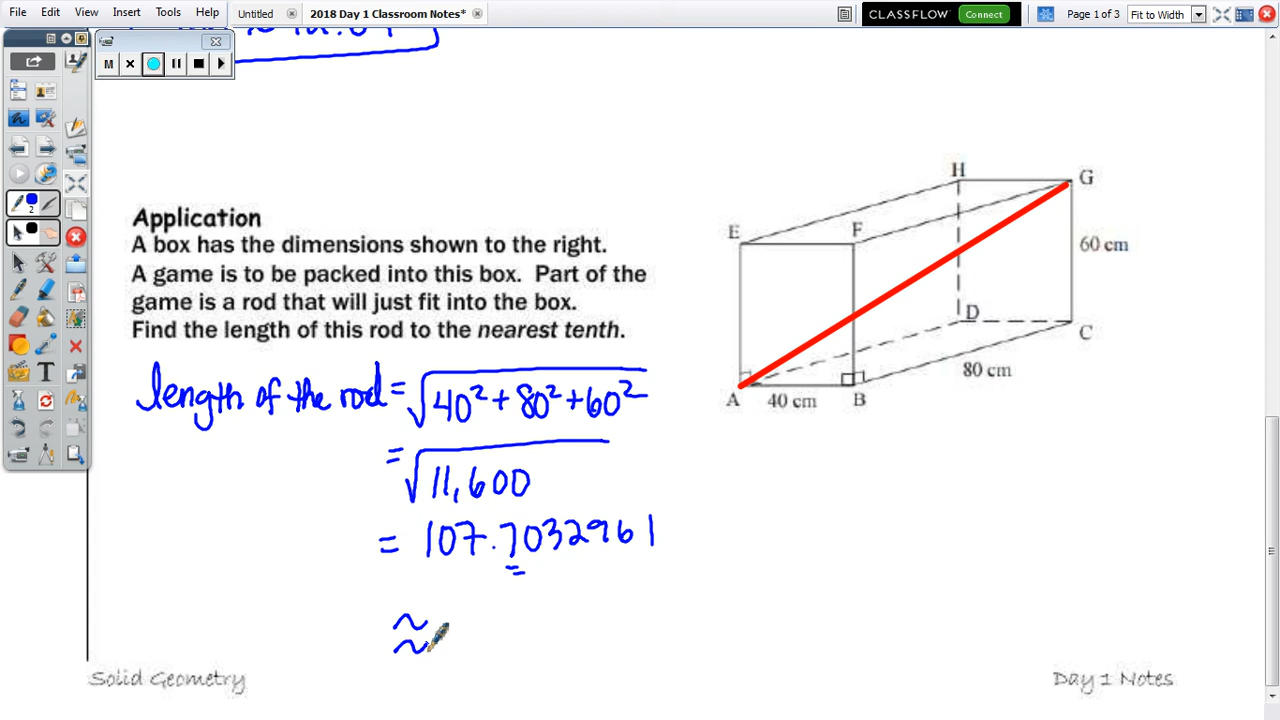 File Edit View Insert Tools Help Untitled 2018 Day 1 Classroom Notes* CLASSFLOW Connect Page 1 of 3 Fit to Width
M
2
T
Application
A box has the dimensions shown to the right.
A game is to be packed into this box. Part of the
game is a rod that will just fit into the box.
Find the length of this rod to the nearest tenth.
length of the rod = √40² + 80² + 60²
= √11,600
= 107.7032961
≈
H
G
E
F
60 cm
D
C
80 cm
A 40 cm B
Solid Geometry
Day 1 Notes